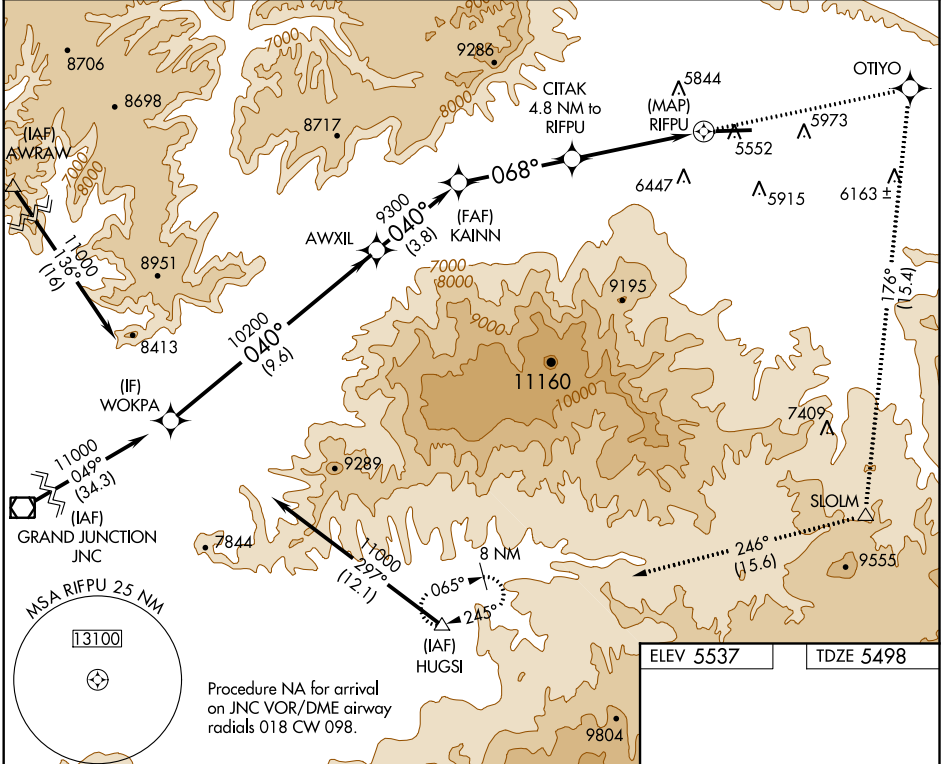 8706
8698
7000
9286
8000
8717
CITAK
4.8 NM to
RIFPU
5844
(MAP)
RIFPU
OTIYO
5973
5552
(IAF)
AWRAW
7000
8000
068°
6447
5915
6163 ±
9300
040°
(3.8)
(FAF)
KAINN
AWXIL
11000
136°
(16)
8951
8413
7000
8000
9000
9195
176°
(15.4)
10200
040°
(9.6)
11160
10000
(IF)
WOKPA
7409
11000
049°
(34.3)
9289
(IAF)
GRAND JUNCTION
JNC
SLOLM
7844
11000
297°
(12.1)
8 NM
065°
245°
246°
(15.6)
9555
(IAF)
HUGSI
MSA RIFPU 25 NM
13100
Procedure NA for arrival
on JNC VOR/DME airway
radials 018 CW 098.
ELEV 5537
TDZE 5498
9804